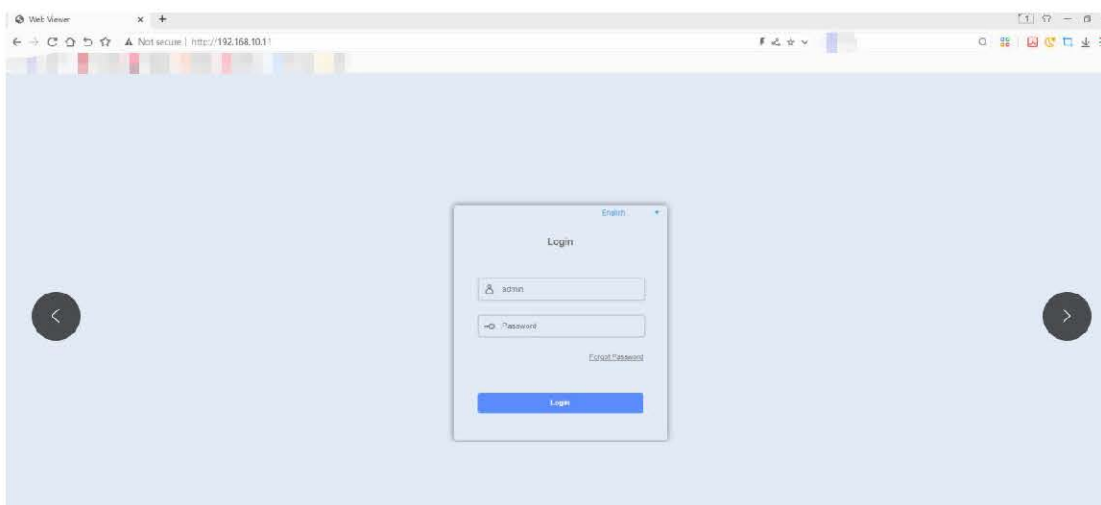 Web Viewer
Not secure | http://192.168.10.11
English
Login
admin
Password
Forgot Password
Login